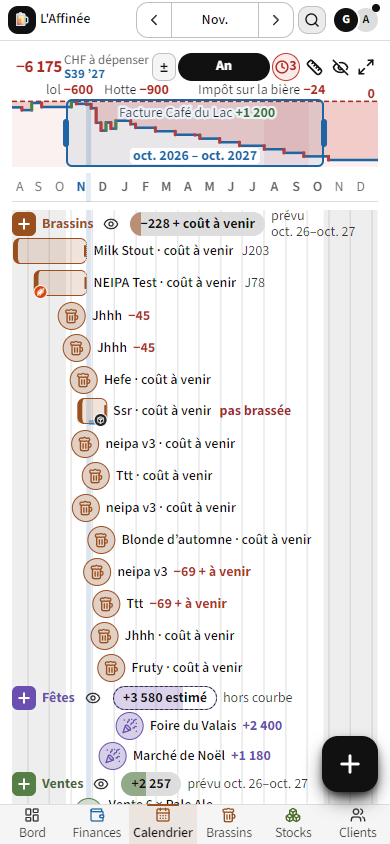 L'Affinée
Nov.
G
A
−6 175
CHF à dépenser
S39 ’27
±
An
3
lol −600
Hotte −900
Impôt sur la bière −24
0
Facture Café du Lac +1 200
oct. 2026 – oct. 2027
A S O N D J F M A M J J A S O N D
Brassins
−228 + coût à venir
prévu
oct. 26–oct. 27
Milk Stout · coût à venir J203
NEIPA Test · coût à venir J78
Jhhh −45
Jhhh −45
Hefe · coût à venir
Ssr · coût à venir pas brassée
neipa v3 · coût à venir
Ttt · coût à venir
neipa v3 · coût à venir
Blonde d’automne · coût à venir
neipa v3 −69 + à venir
Ttt −69 + à venir
Jhhh · coût à venir
Fruty · coût à venir
Fêtes
+3 580 estimé
hors courbe
Foire du Valais +2 400
Marché de Noël +1 180
Ventes
+2 257
prévu oct. 26–oct. 27
Bord
Finances
Calendrier
Brassins
Stocks
Clients